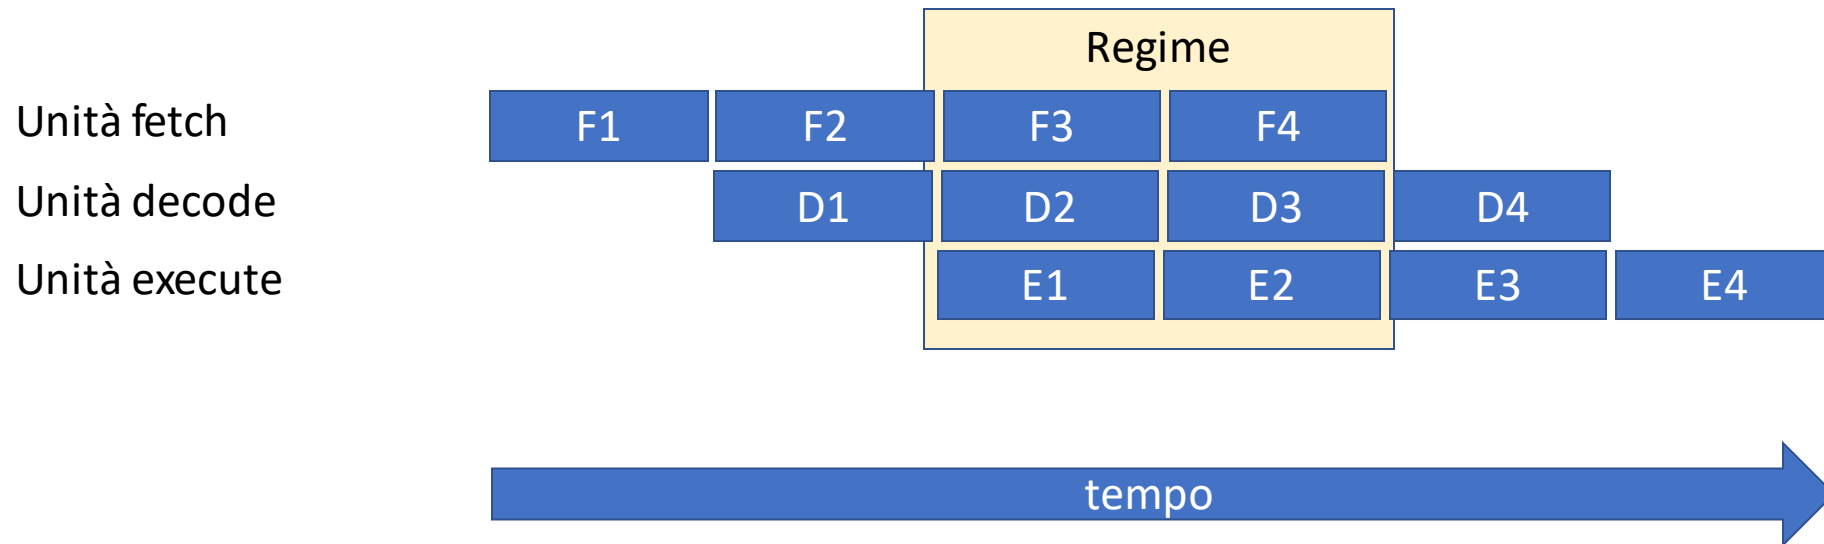 Regime
Unità fetch F1 F2 F3 F4
Unità decode D1 D2 D3 D4
Unità execute E1 E2 E3 E4
tempo